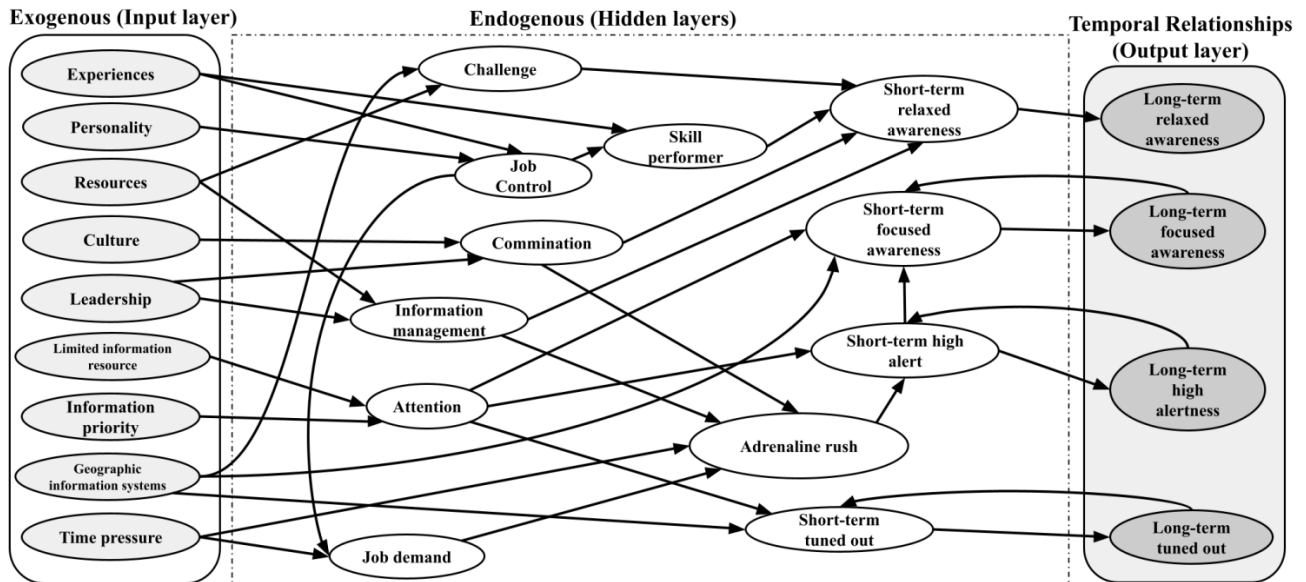 Exogenous (Input layer)
Endogenous (Hidden layers)
Temporal Relationships
(Output layer)
Experiences
Personality
Resources
Culture
Leadership
Limited information
resource
Information
priority
Geographic
information systems
Time pressure
Challenge
Skill
performer
Job
Control
Commination
Information
management
Attention
Job demand
Short-term
relaxed
awareness
Short-term
focused
awareness
Short-term high
alert
Adrenaline rush
Short-term
tuned out
Long-term
relaxed
awareness
Long-term
focused
awareness
Long-term
high
alertness
Long-term
tuned out